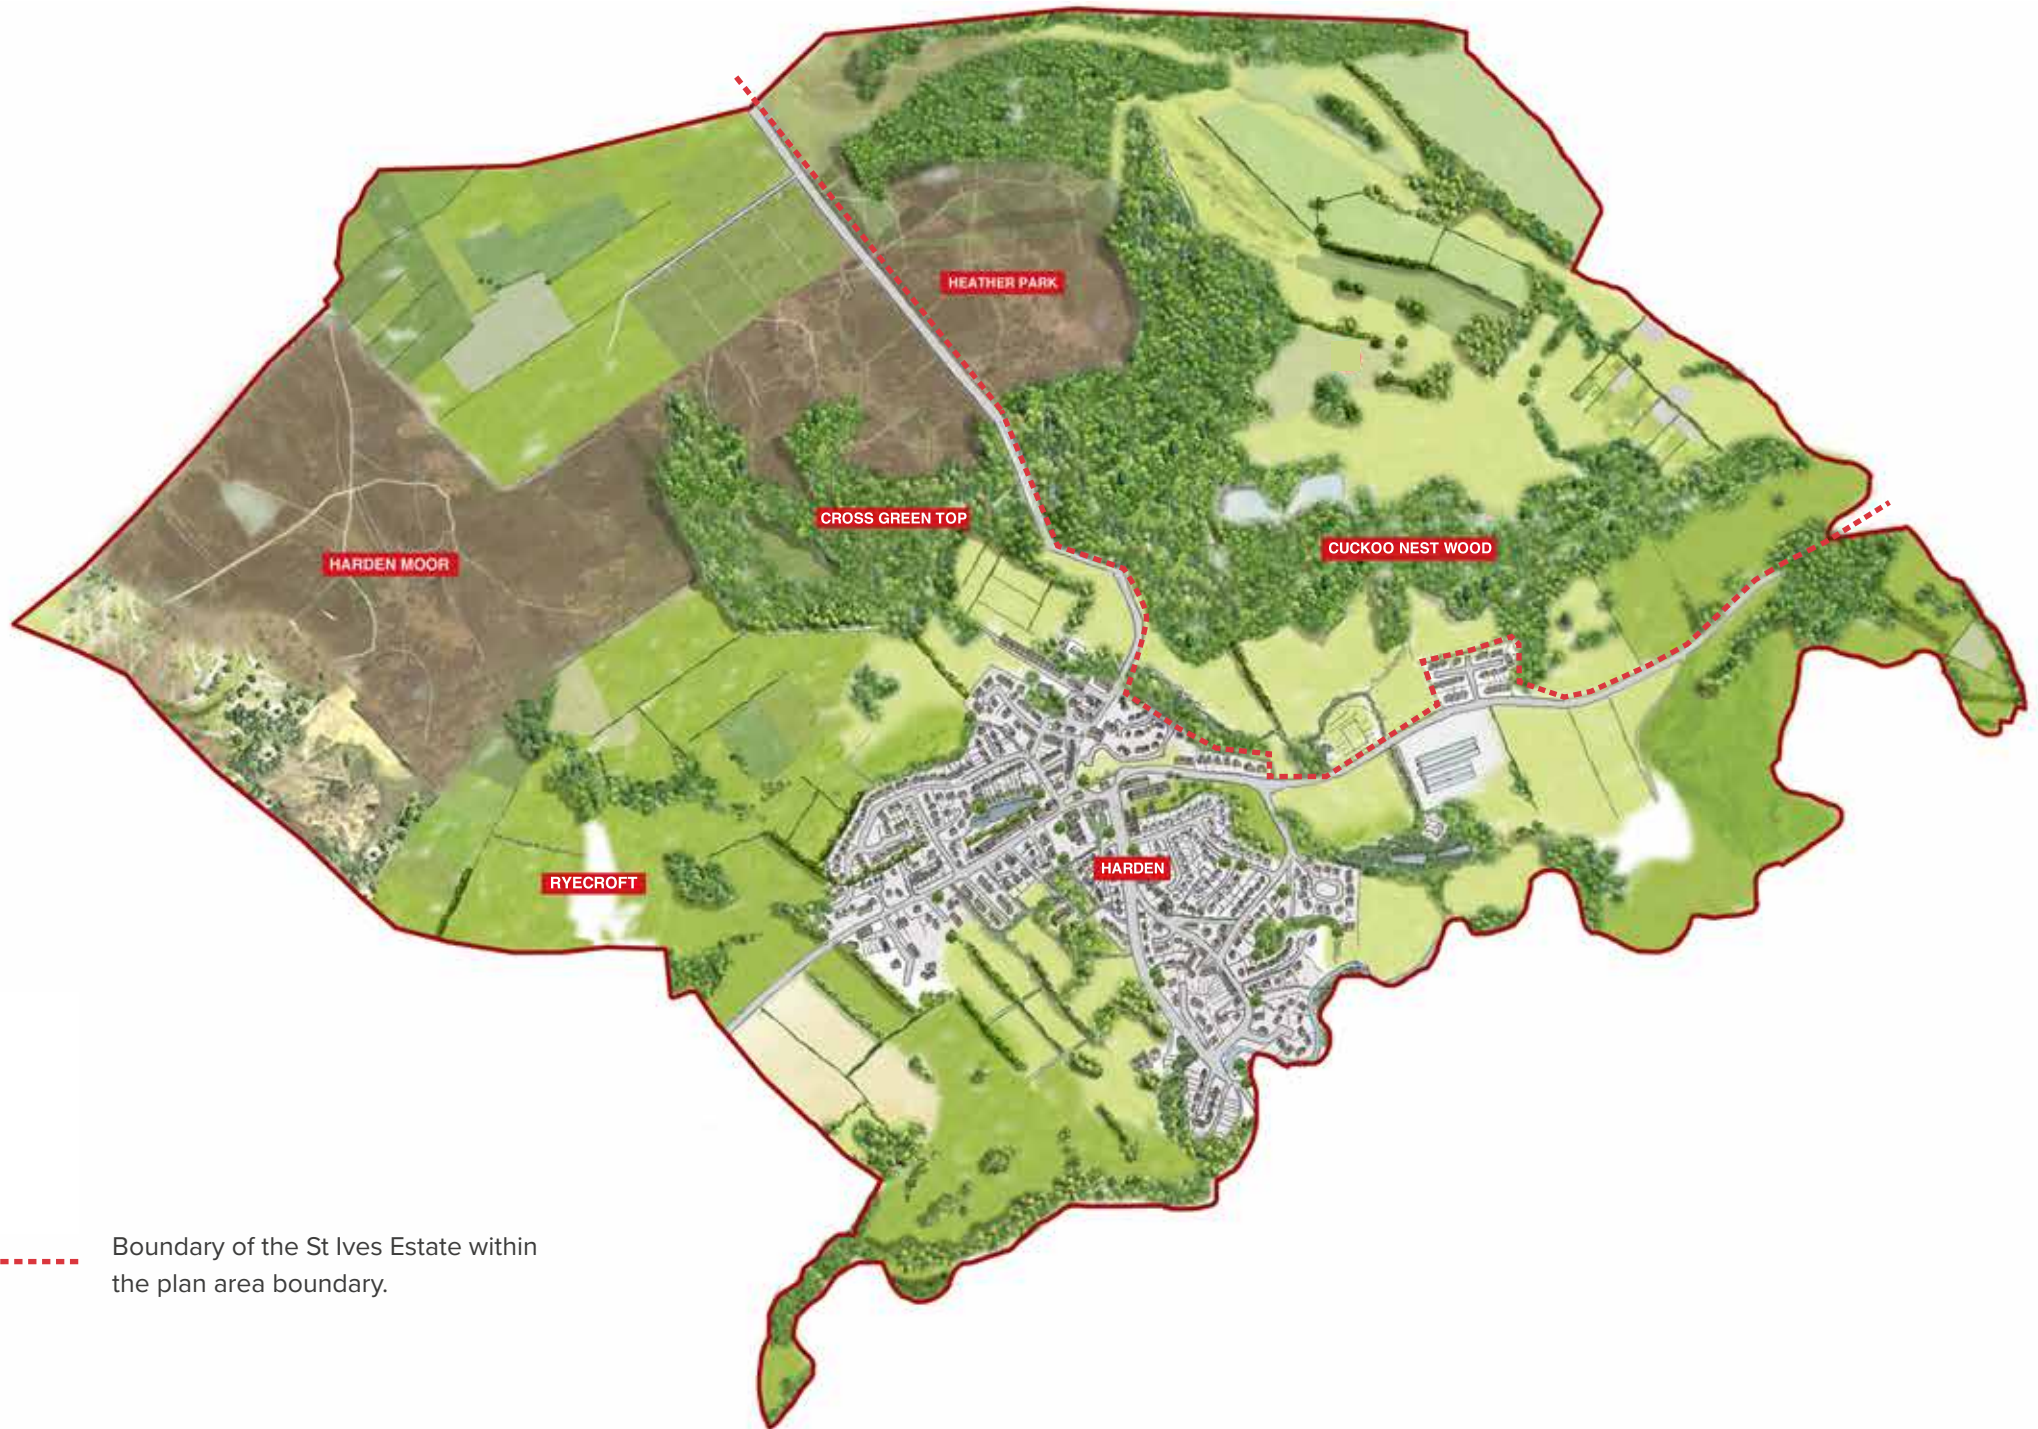 HEATHER PARK
CROSS GREEN TOP
CUCKOO NEST WOOD
HARDEN MOOR
HARDEN
RYECROFT
Boundary of the St Ives Estate within
the plan area boundary.